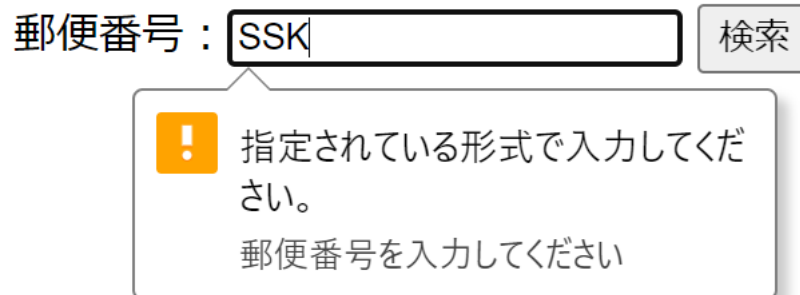 郵便番号：SSK 検索
!
指定されている形式で入力してくだ
さい。
郵便番号を入力してください